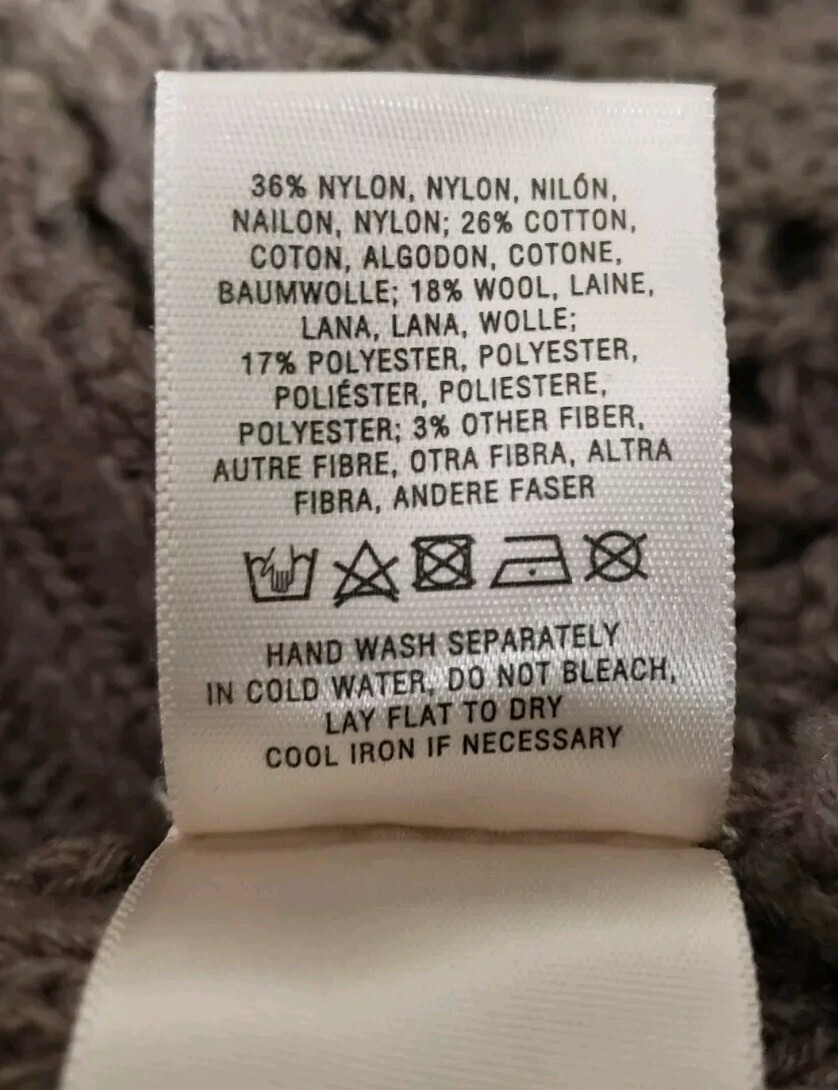 36% NYLON, NYLON, NILÓN,
NAILON, NYLON; 26% COTTON,
COTON, ALGODON, COTONE,
BAUMWOLLE; 18% WOOL, LAINE,
LANA, LANA, WOLLE;
17% POLYESTER, POLYESTER,
POLIÉSTER, POLIESTERE,
POLYESTER; 3% OTHER FIBER,
AUTRE FIBRE, OTRA FIBRA, ALTRA
FIBRA, ANDERE FASER
HAND WASH SEPARATELY
IN COLD WATER, DO NOT BLEACH,
LAY FLAT TO DRY
COOL IRON IF NECESSARY